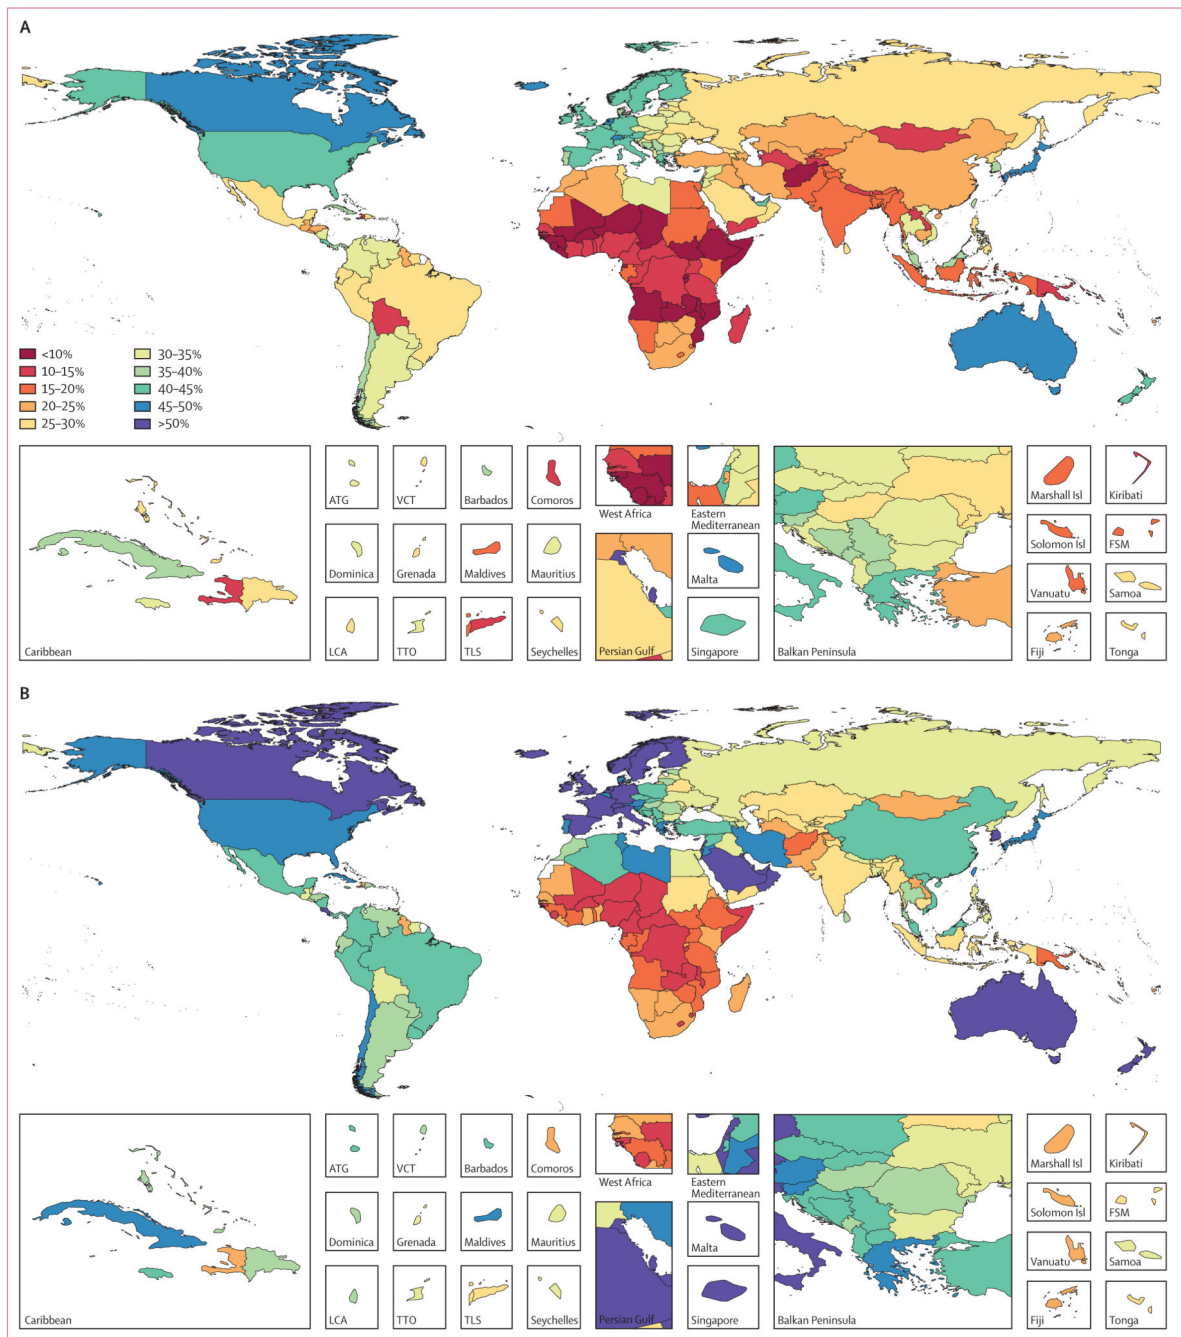 A
<10%
10–15%
15–20%
20–25%
25–30%
30–35%
35–40%
40–45%
45–50%
>50%
Caribbean
ATG
VCT
Barbados
Comoros
Dominica
Grenada
Maldives
Mauritius
LCA
TTO
TLS
Seychelles
West Africa
Eastern
Mediterranean
Persian Gulf
Malta
Singapore
Balkan Peninsula
Marshall Isl
Kiribati
Solomon Isl
FSM
Vanuatu
Samoa
Fiji
Tonga
B
Caribbean
ATG
VCT
Barbados
Comoros
Dominica
Grenada
Maldives
Mauritius
LCA
TTO
TLS
Seychelles
West Africa
Eastern
Mediterranean
Persian Gulf
Malta
Singapore
Balkan Peninsula
Marshall Isl
Kiribati
Solomon Isl
FSM
Vanuatu
Samoa
Fiji
Tonga